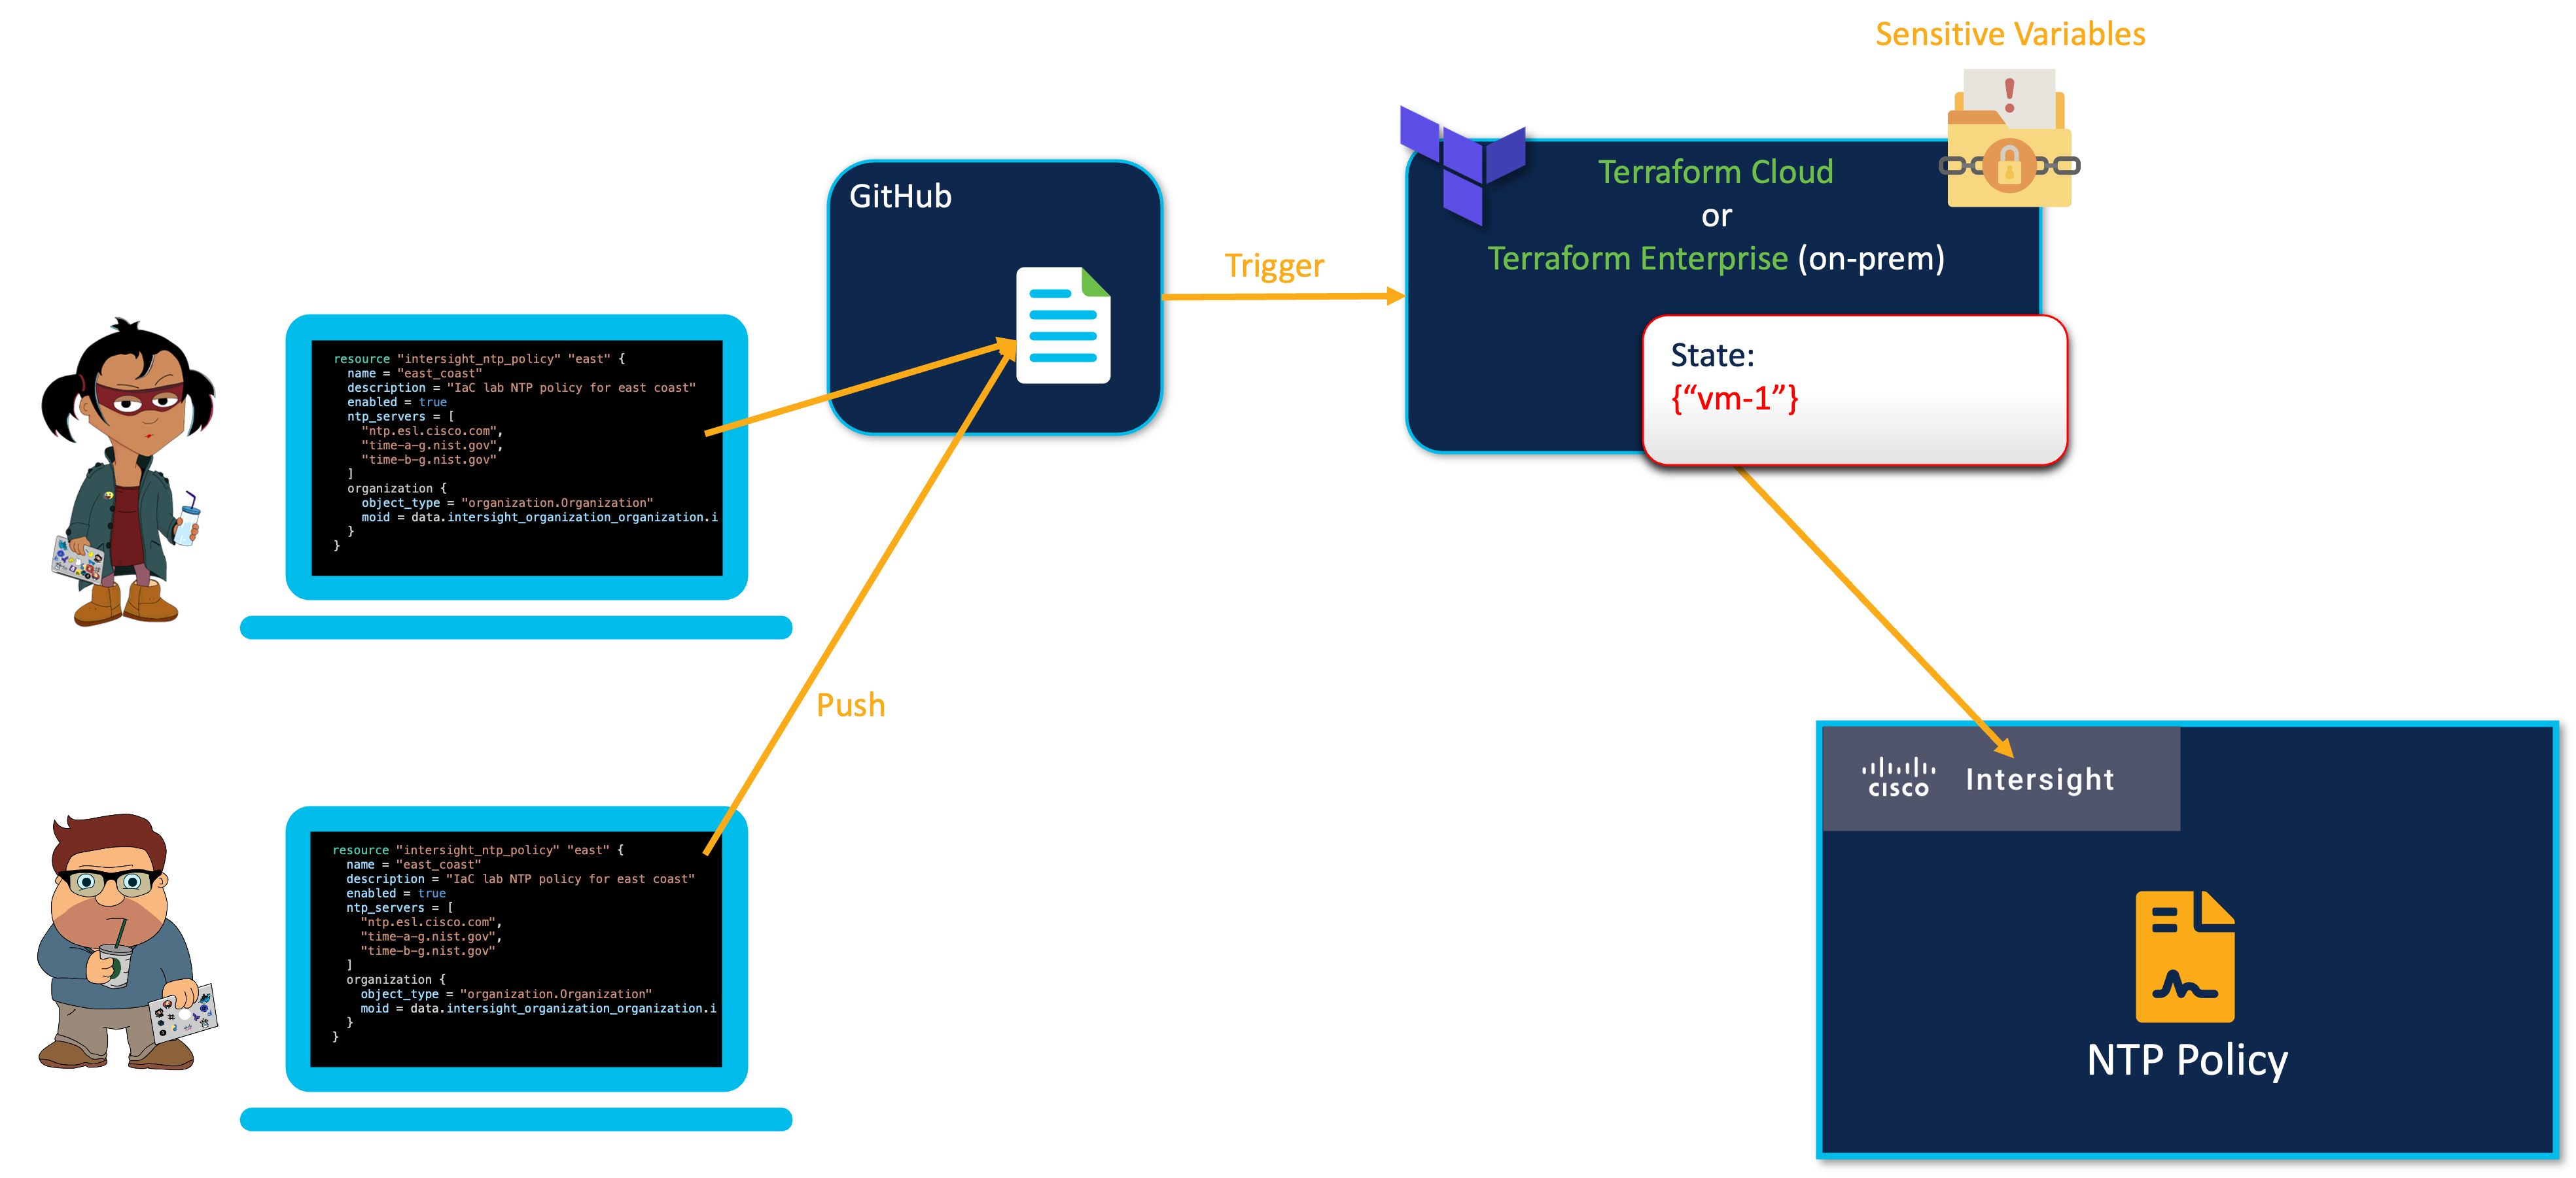 Sensitive Variables
Terraform Cloud
or
Terraform Enterprise (on-prem)
GitHub
Trigger
State:
{“vm-1”}
resource "intersight_ntp_policy" "east" {
  name = "east_coast"
  description = "IaC lab NTP policy for east coast"
  enabled = true
  ntp_servers = [
    "ntp.esl.cisco.com",
    "time-a-g.nist.gov",
    "time-b-g.nist.gov"
  ]
  organization {
    object_type = "organization.Organization"
    moid = data.intersight_organization_organization.i
  }
}
Push
CISCO Intersight
resource "intersight_ntp_policy" "east" {
  name = "east_coast"
  description = "IaC lab NTP policy for east coast"
  enabled = true
  ntp_servers = [
    "ntp.esl.cisco.com",
    "time-a-g.nist.gov",
    "time-b-g.nist.gov"
  ]
  organization {
    object_type = "organization.Organization"
    moid = data.intersight_organization_organization.i
  }
}
NTP Policy